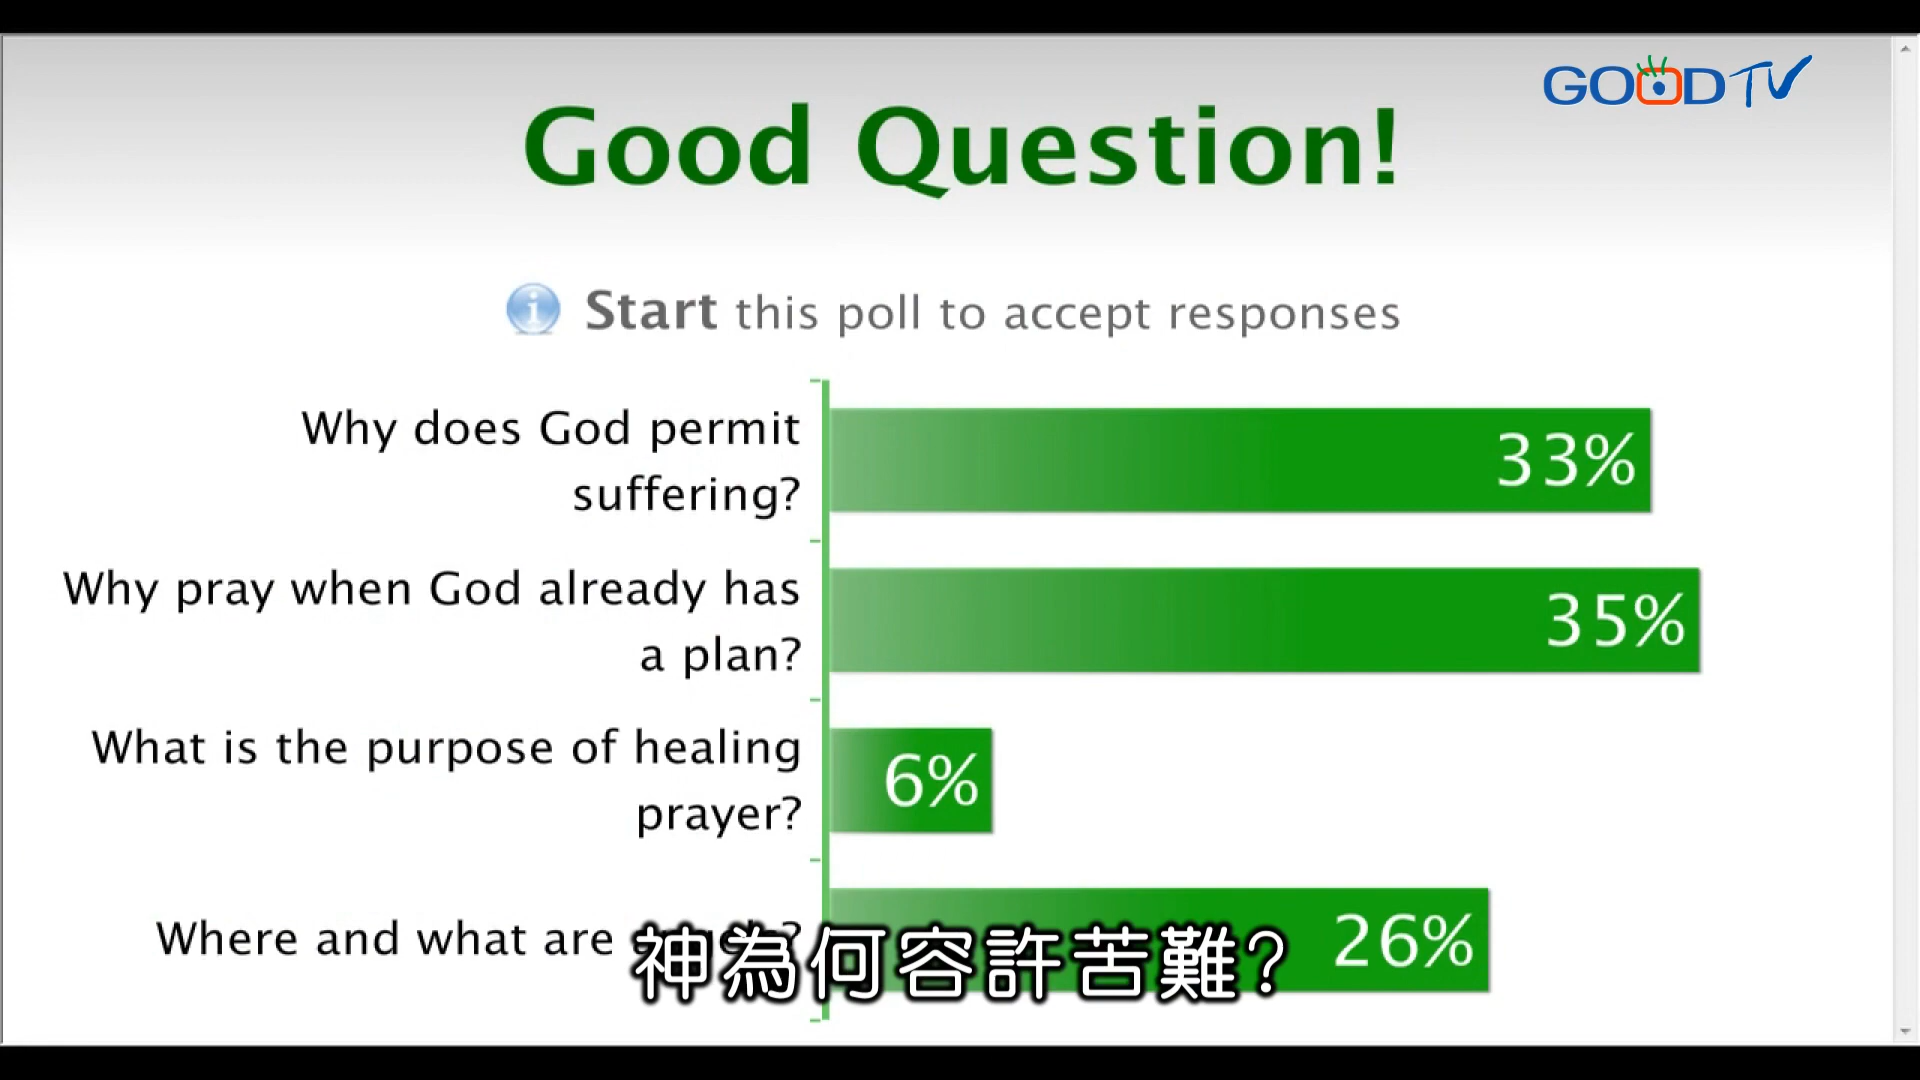 GOOD TV
Good Question!
Start this poll to accept responses
Why does God permit
suffering?
33%
Why pray when God already has
a plan?
35%
What is the purpose of healing
prayer?
6%
Where and what are
26%
神為何容許苦難?